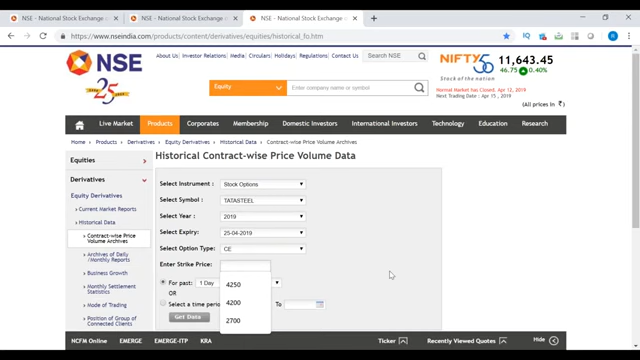 NSE - National Stock Exchange o
NSE - National Stock Exchange o
NSE - National Stock Exchange o
https://www.nseindia.com/products/content/derivatives/equities/historical_fo.htm
About Us
Investor Relations
Media
Circulars
Holidays
Regulations
Contact Us
Search NSE
NSE
25
Equity
Enter company name or symbol
NIFTY 50
Stock of the nation
11,643.45
46.75 0.40%
Normal Market has Closed. Apr 12, 2019
Next Trading Date: Apr 15, 2019
(All prices in ₹)
Live Market
Products
Corporates
Membership
Domestic Investors
International Investors
Technology
Education
Research
Home > Products > Derivatives > Equity Derivatives > Historical Data > Contract-wise Price Volume Archives
Equities
Derivatives
Equity Derivatives
Current Market Reports
Historical Data
Contract-wise Price
Volume Archives
Archives of Daily
/Monthly Reports
Business Growth
Monthly Settlement
Statistics
Mode of Trading
Position of Group of
Connected Clients
Historical Contract-wise Price Volume Data
Select Instrument : Stock Options
Select Symbol : TATASTEEL
Select Year : 2019
Select Expiry: 25-04-2019
Select Option Type: CE
Enter Strike Price:
4250
4200
2700
For past: 1 Day
OR
Select a time perio
To
Get Data
NCFM Online
EMERGE
EMERGE-ITP
KRA
Ticker
Recently Viewed Quotes
Hide